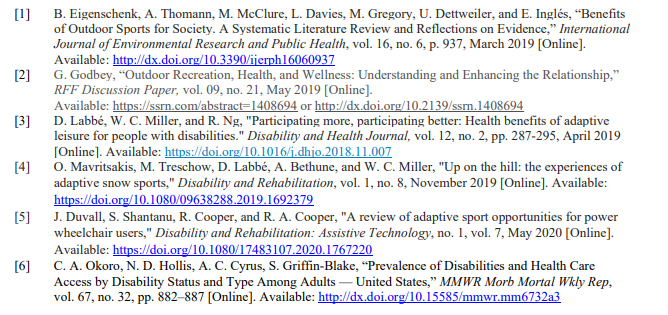 [1] B. Eigenschenk, A. Thomann, M. McClure, L. Davies, M. Gregory, U. Dettweiler, and E. Inglés, “Benefits
of Outdoor Sports for Society. A Systematic Literature Review and Reflections on Evidence,” International
Journal of Environmental Research and Public Health, vol. 16, no. 6, p. 937, March 2019 [Online].
Available: http://dx.doi.org/10.3390/ijerph16060937
[2] G. Godbey, “Outdoor Recreation, Health, and Wellness: Understanding and Enhancing the Relationship,”
RFF Discussion Paper, vol. 09, no. 21, May 2019 [Online].
Available: https://ssrn.com/abstract=1408694 or http://dx.doi.org/10.2139/ssrn.1408694
[3] D. Labbé, W. C. Miller, and R. Ng, "Participating more, participating better: Health benefits of adaptive
leisure for people with disabilities." Disability and Health Journal, vol. 12, no. 2, pp. 287-295, April 2019
[Online]. Available: https://doi.org/10.1016/j.dhjo.2018.11.007
[4] O. Mavritsakis, M. Treschow, D. Labbé, A. Bethune, and W. C. Miller, "Up on the hill: the experiences of
adaptive snow sports," Disability and Rehabilitation, vol. 1, no. 8, November 2019 [Online]. Available:
https://doi.org/10.1080/09638288.2019.1692379
[5] J. Duvall, S. Shantanu, R. Cooper, and R. A. Cooper, "A review of adaptive sport opportunities for power
wheelchair users," Disability and Rehabilitation: Assistive Technology, no. 1, vol. 7, May 2020 [Online].
Available: https://doi.org/10.1080/17483107.2020.1767220
[6] C. A. Okoro, N. D. Hollis, A. C. Cyrus, S. Griffin-Blake, “Prevalence of Disabilities and Health Care
Access by Disability Status and Type Among Adults — United States,” MMWR Morb Mortal Wkly Rep,
vol. 67, no. 32, pp. 882–887 [Online]. Available: http://dx.doi.org/10.15585/mmwr.mm6732a3